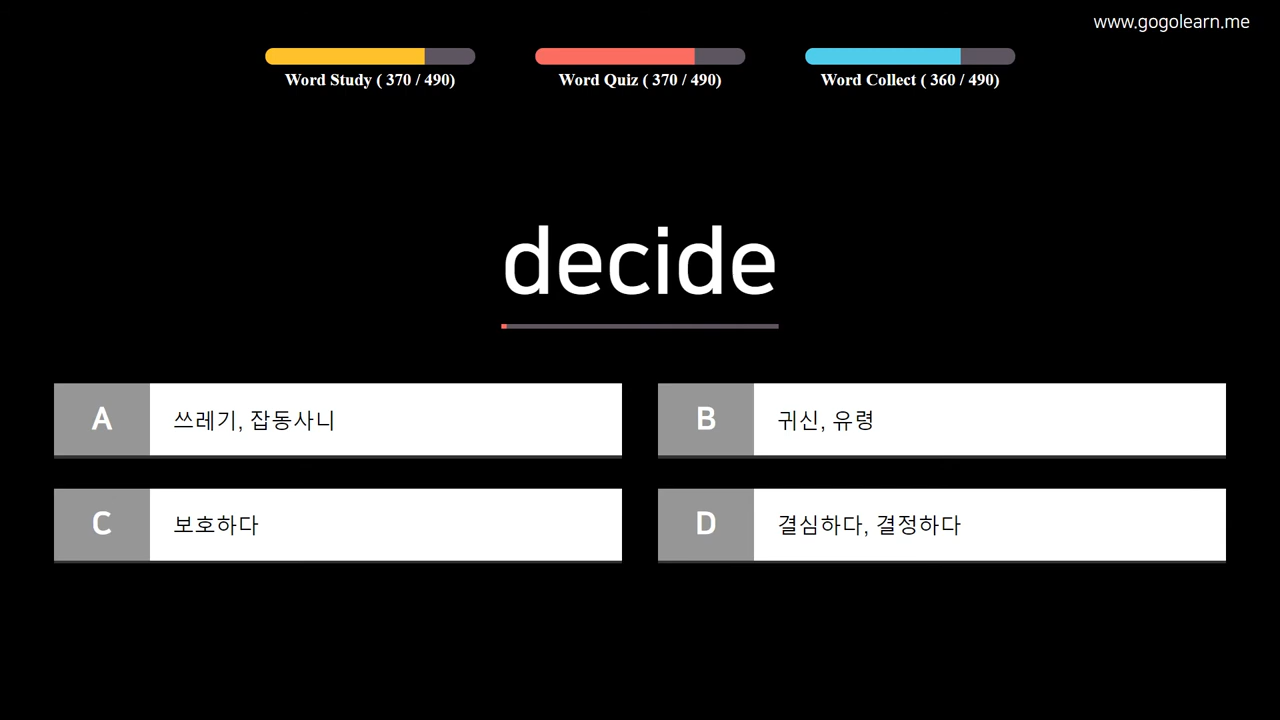 www.gogolearn.me
Word Study ( 370 / 490)
Word Quiz ( 370 / 490)
Word Collect ( 360 / 490)
decide
A 쓰레기, 잡동사니
B 귀신, 유령
C 보호하다
D 결심하다, 결정하다